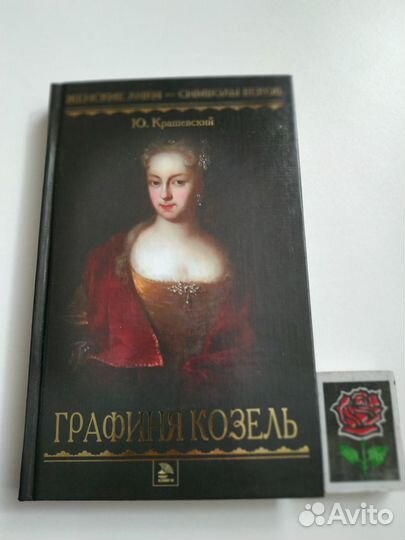 ЖЕНСКИЕ ЛИКИ — СИМВОЛЫ ВЕКОВ
Ю. Крашевский
ГРАФИНЯ КОЗЕЛЬ
Avito